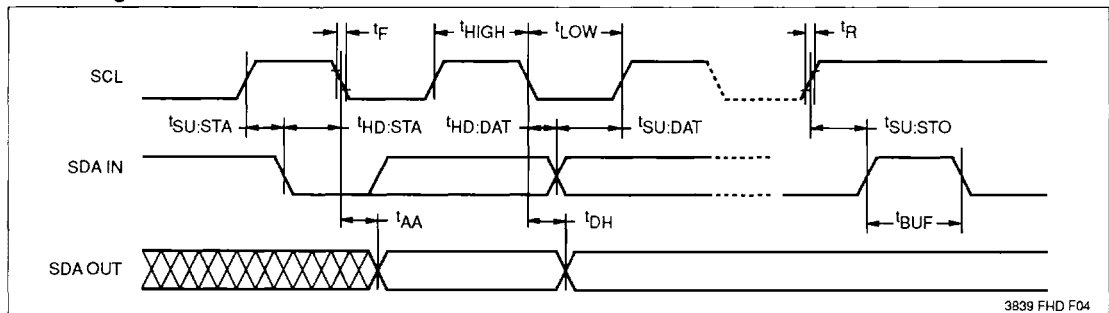 tF
tHIGH
tLOW
tR
SCL
tSU:STA
tHD:STA
tHD:DAT
tSU:DAT
tSU:STO
SDA IN
tAA
tDH
tBUF
SDA OUT
3839 FHD F04